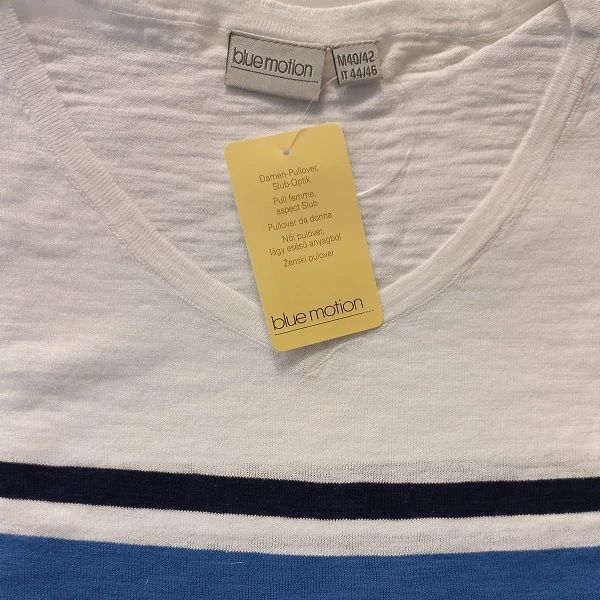 blue motion
M40/42
IT 44/46
Damen-Pullover,
Slub-Optik
Pull femme,
aspect Slub
Pullover da donna
Női pulóver,
lágy esésű anyagból
Ženski pulover
blue motion